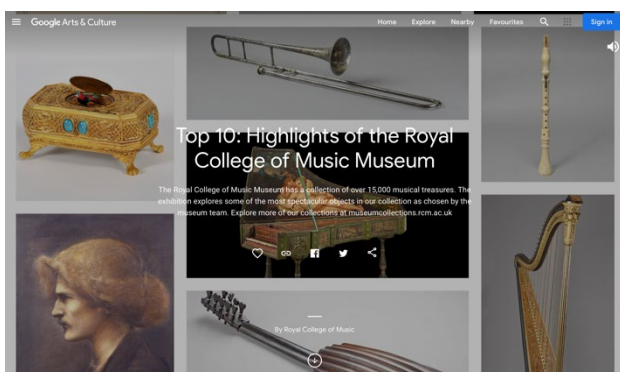 Google Arts & Culture
Home Explore Nearby Favourites
Sign in
Top 10: Highlights of the Royal
College of Music Museum
The Royal College of Music Museum has a collection of over 15,000 musical treasures. The
exhibition explores some of the most spectacular objects in our collection as chosen by the
museum team. Explore more of our collections at museumcollections.rcm.ac.uk
By Royal College of Music